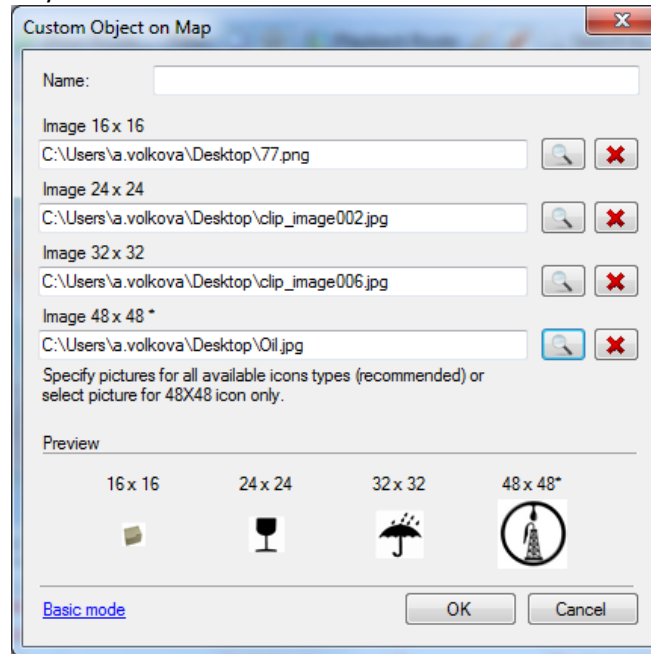 Custom Object on Map
Name:
Image 16 x 16
C:\Users\a.volkova\Desktop\77.png
Image 24 x 24
C:\Users\a.volkova\Desktop\clip_image002.jpg
Image 32 x 32
C:\Users\a.volkova\Desktop\clip_image006.jpg
Image 48 x 48 *
C:\Users\a.volkova\Desktop\Oil.jpg
Specify pictures for all available icons types (recommended) or
select picture for 48X48 icon only.
Preview
16 x 16 24 x 24 32 x 32 48 x 48*
Basic mode OK Cancel